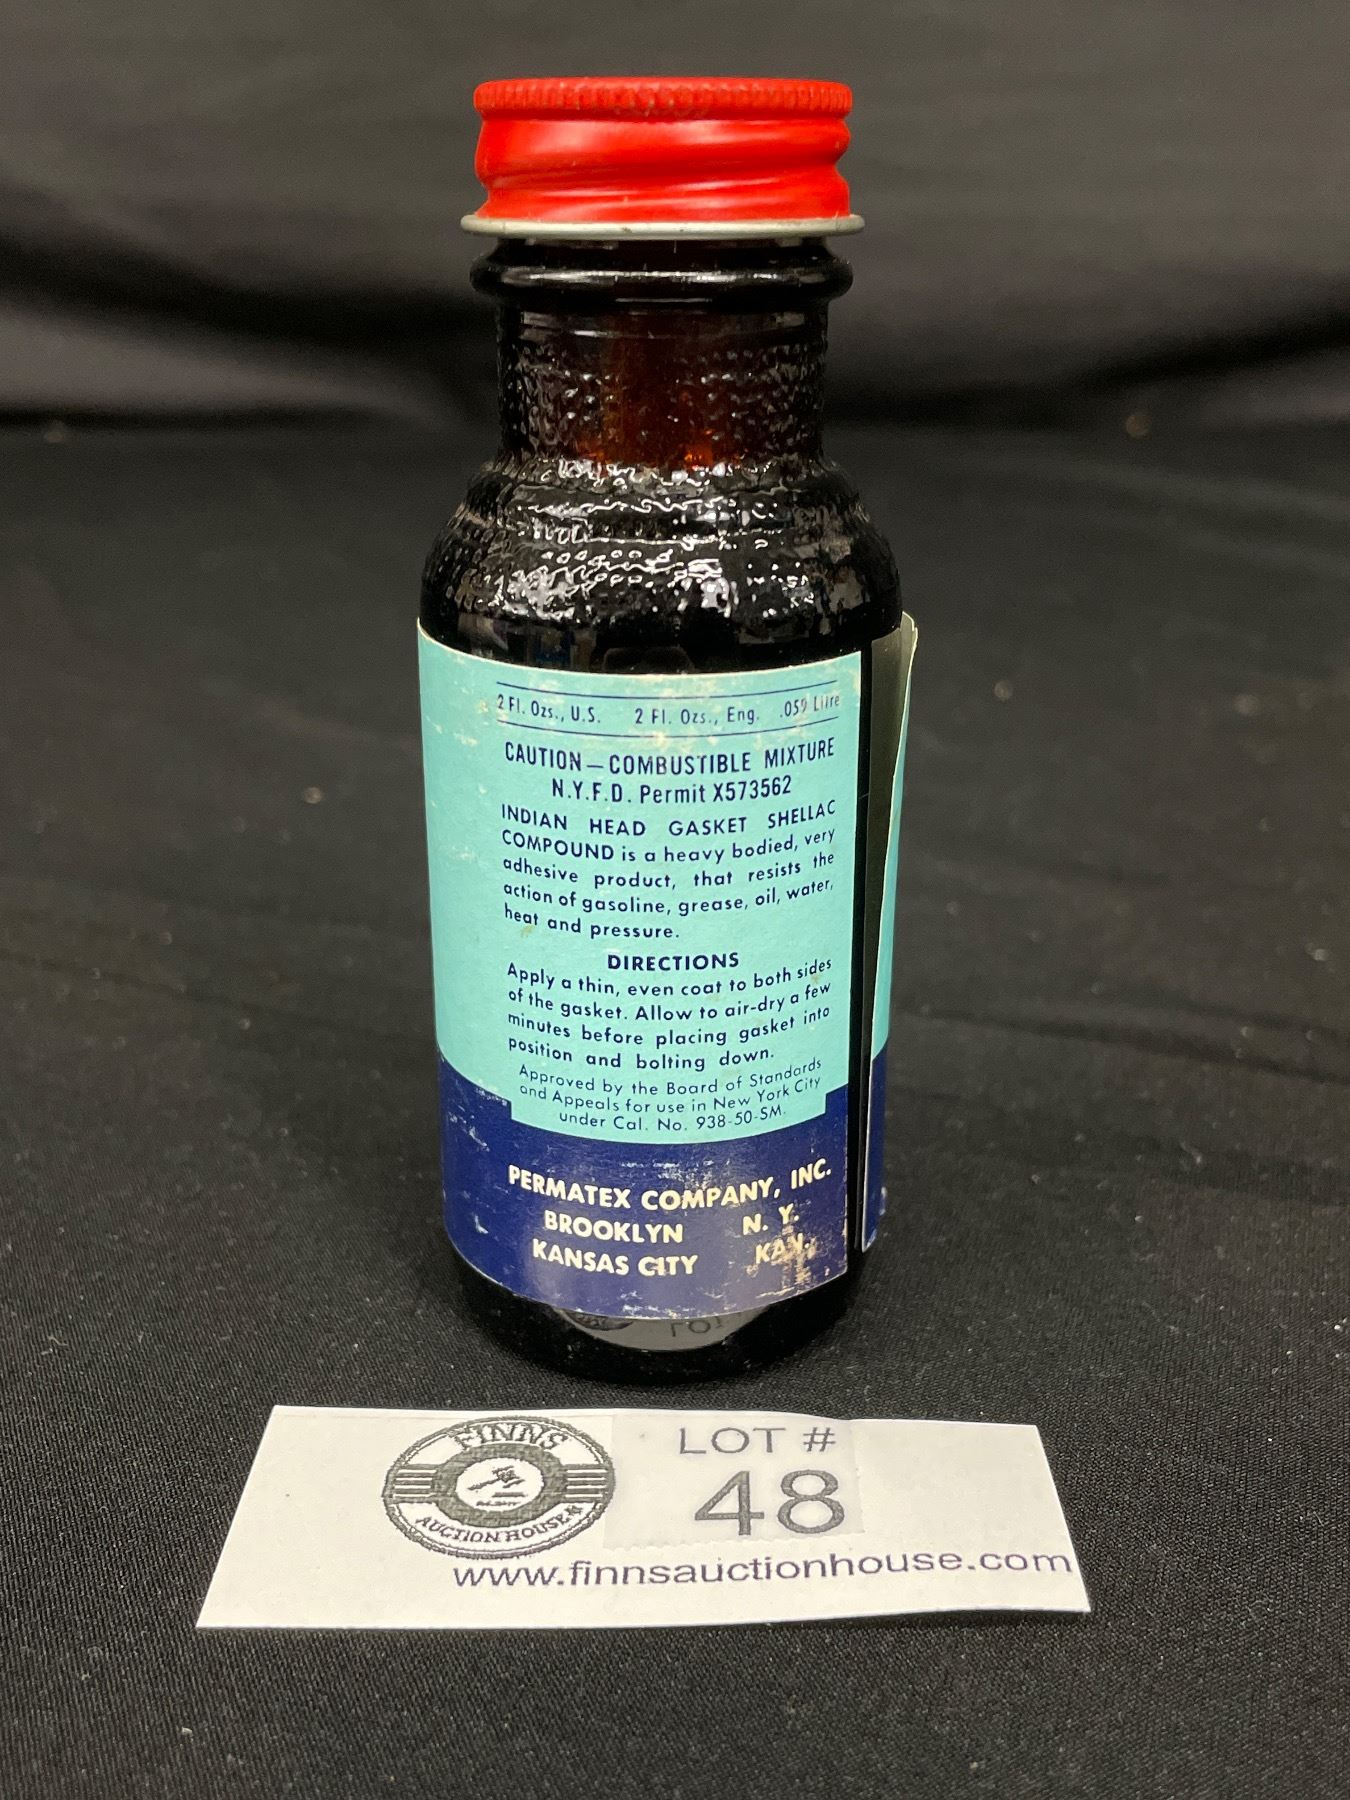 2 Fl. Ozs., U.S. 2 Fl. Ozs., Eng. .059 Litre
CAUTION — COMBUSTIBLE MIXTURE
N.Y.F.D. Permit X573562
INDIAN HEAD GASKET SHELLAC
COMPOUND is a heavy bodied, very
adhesive product, that resists the
action of gasoline, grease, oil, water,
heat and pressure.
DIRECTIONS
Apply a thin, even coat to both sides
of the gasket. Allow to air-dry a few
minutes before placing gasket into
position and bolting down.
Approved by the Board of Standards
and Appeals for use in New York City
under Cal. No. 938-50-SM.
PERMATEX COMPANY, INC.
BROOKLYN N. Y.
KANSAS CITY KAN.
FINNS
AUCTION HOUSE
LOT #
48
www.finnsauctionhouse.com